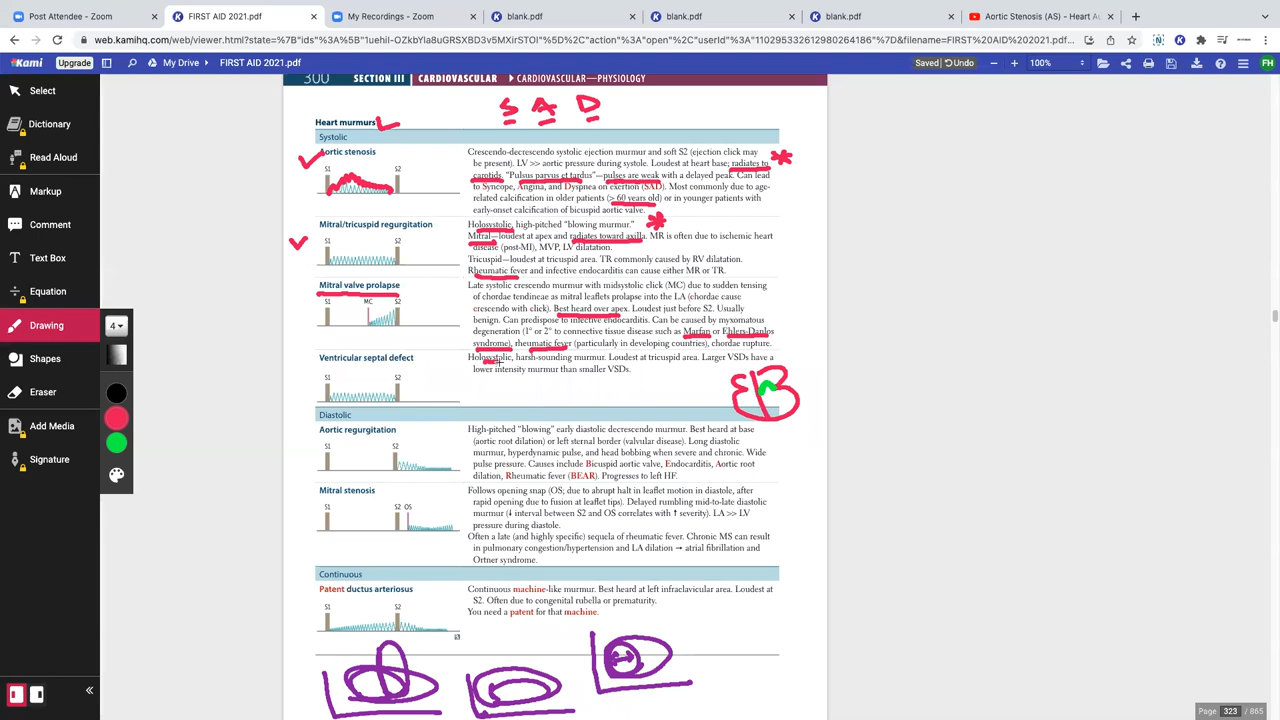 Post Attendee - Zoom
FIRST AID 2021.pdf
My Recordings - Zoom
blank.pdf
blank.pdf
blank.pdf
Aortic Stenosis (AS) - Heart Au
Kami
Upgrade
My Drive
FIRST AID 2021.pdf
Saved
Undo
100%
FH
Select
Dictionary
Read Aloud
Markup
Comment
Text Box
Equation
Drawing
4
Shapes
Eraser
Add Media
Signature
300 SECTION III CARDIOVASCULAR CARDIOVASCULAR—PHYSIOLOGY
S A D
Heart murmurs
Systolic
Aortic stenosis
S1 S2
Crescendo-decrescendo systolic ejection murmur and soft S2 (ejection click may
be present). LV >> aortic pressure during systole. Loudest at heart base; radiates to
carotids. "Pulsus parvus et tardus"—pulses are weak with a delayed peak. Can lead
to Syncope, Angina, and Dyspnea on exertion (SAD). Most commonly due to age-
related calcification in older patients (> 60 years old) or in younger patients with
early-onset calcification of bicuspid aortic valve.
Mitral/tricuspid regurgitation
S1 S2
Holosystolic, high-pitched "blowing murmur."
Mitral—loudest at apex and radiates toward axilla. MR is often due to ischemic heart
disease (post-MI), MVP, LV dilatation.
Tricuspid—loudest at tricuspid area. TR commonly caused by RV dilatation.
Rheumatic fever and infective endocarditis can cause either MR or TR.
Mitral valve prolapse
S1 MC S2
Late systolic crescendo murmur with midsystolic click (MC) due to sudden tensing
of chordae tendineae as mitral leaflets prolapse into the LA (chordae cause
crescendo with click). Best heard over apex. Loudest just before S2. Usually
benign. Can predispose to infective endocarditis. Can be caused by myxomatous
degeneration (1° or 2° to connective tissue disease such as Marfan or Ehlers-Danlos
syndrome), rheumatic fever (particularly in developing countries), chordae rupture.
Ventricular septal defect
S1 S2
Holosystolic, harsh-sounding murmur. Loudest at tricuspid area. Larger VSDs have a
lower intensity murmur than smaller VSDs.
Diastolic
Aortic regurgitation
S1 S2
High-pitched "blowing" early diastolic decrescendo murmur. Best heard at base
(aortic root dilation) or left sternal border (valvular disease). Long diastolic
murmur, hyperdynamic pulse, and head bobbing when severe and chronic. Wide
pulse pressure. Causes include Bicuspid aortic valve, Endocarditis, Aortic root
dilation, Rheumatic fever (BEAR). Progresses to left HF.
Mitral stenosis
S1 S2 OS
Follows opening snap (OS; due to abrupt halt in leaflet motion in diastole, after
rapid opening due to fusion at leaflet tips). Delayed rumbling mid-to-late diastolic
murmur (↓ interval between S2 and OS correlates with ↑ severity). LA >> LV
pressure during diastole.
Often a late (and highly specific) sequela of rheumatic fever. Chronic MS can result
in pulmonary congestion/hypertension and LA dilation → atrial fibrillation and
Ortner syndrome.
Continuous
Patent ductus arteriosus
S1 S2
Continuous machine-like murmur. Best heard at left infraclavicular area. Loudest at
S2. Often due to congenital rubella or prematurity.
You need a patent for that machine.
Page 323 / 865